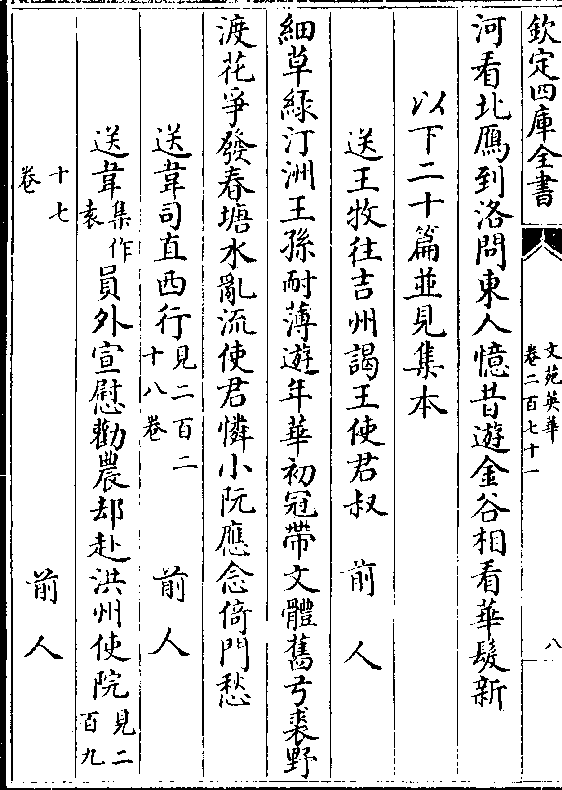 欽定四庫全書
文苑英華
卷二百七十一
八
河看北鴈到洛問東人憶昔遊金谷相看華髮新
以下二十篇並見集本
送王牧往吉州謁王使君叔 前人
細草綠汀洲王孫耐薄遊年華初冠帶文體舊弓裘野
渡花爭發春塘水亂流使君憐小阮應念倚門愁
送韋司直西行見二百二十八卷 前人
送韋集作袁員外宣慰勸農却赴洪州使院見二百九
十七卷 前人